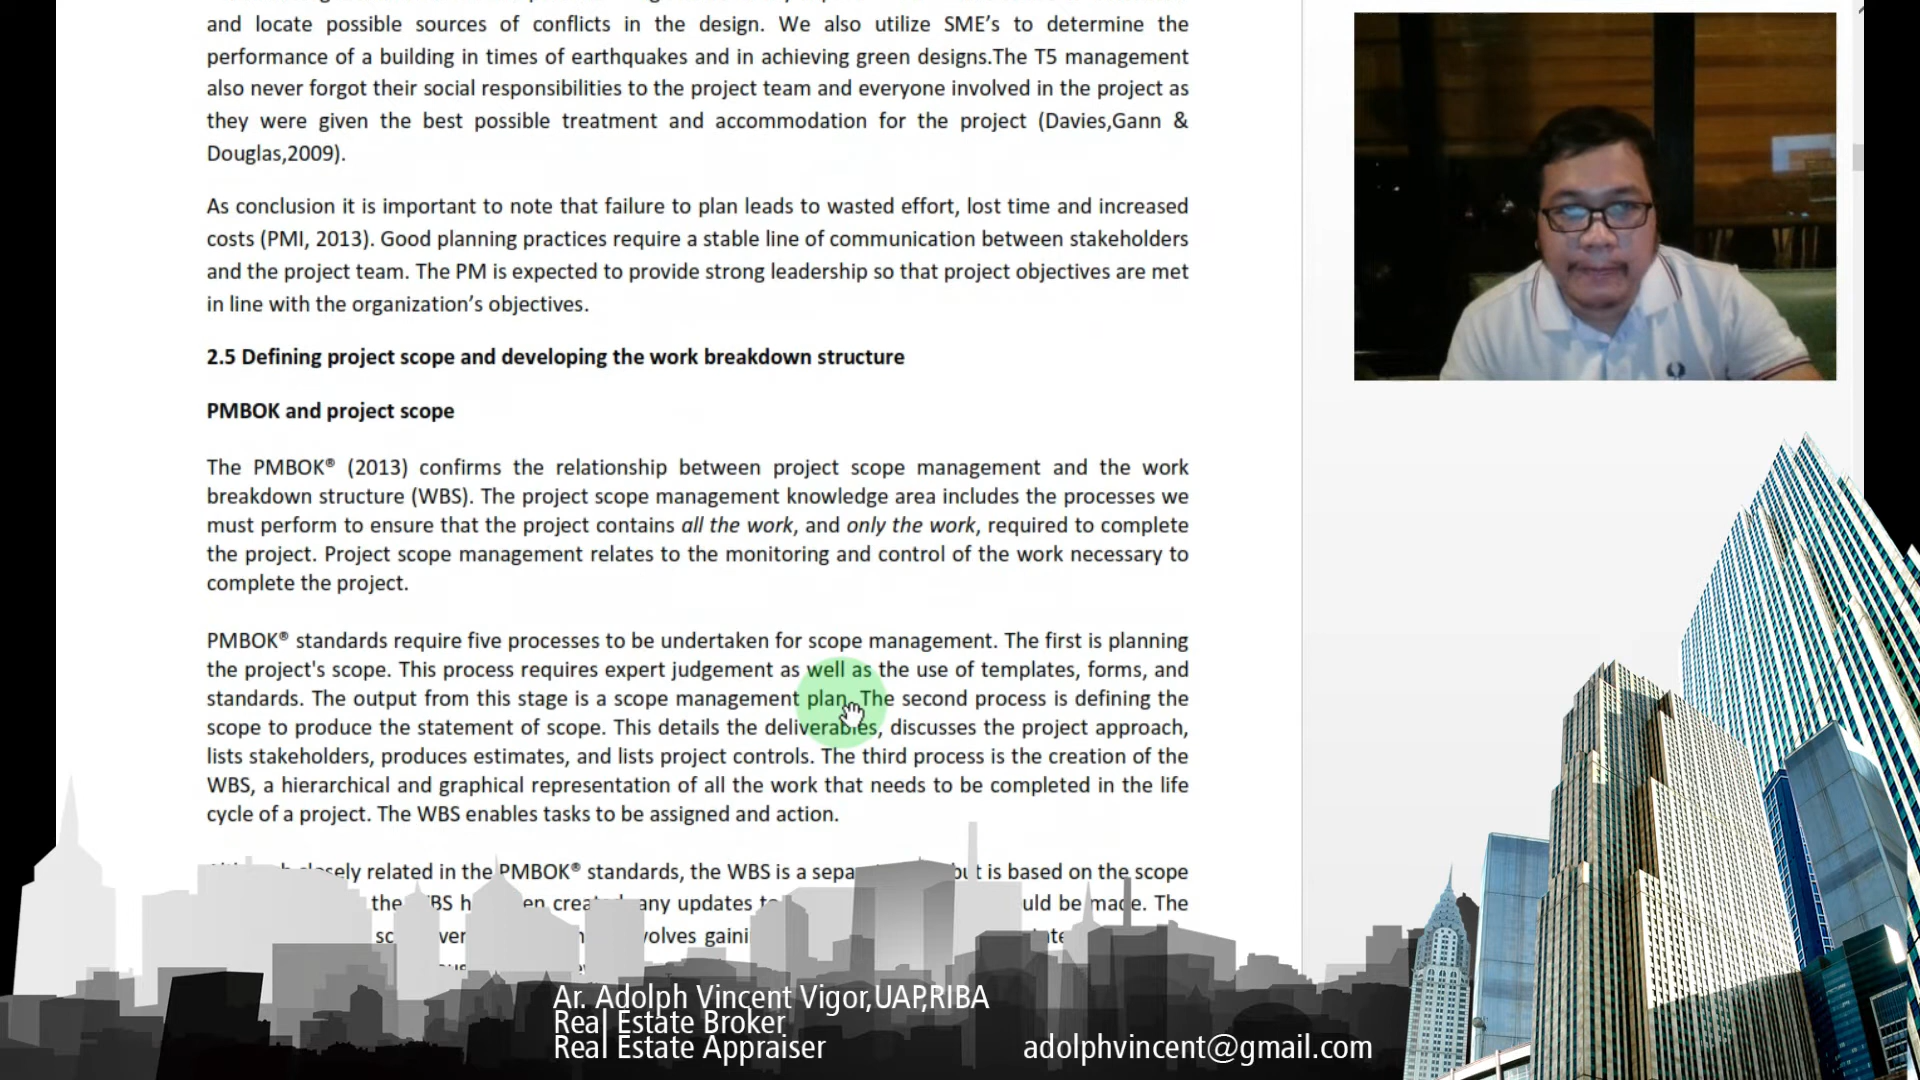 and locate possible sources of conflicts in the design. We also utilize SME’s to determine the
performance of a building in times of earthquakes and in achieving green designs.The T5 management
also never forgot their social responsibilities to the project team and everyone involved in the project as
they were given the best possible treatment and accommodation for the project (Davies,Gann &
Douglas,2009).
As conclusion it is important to note that failure to plan leads to wasted effort, lost time and increased
costs (PMI, 2013). Good planning practices require a stable line of communication between stakeholders
and the project team. The PM is expected to provide strong leadership so that project objectives are met
in line with the organization’s objectives.
2.5 Defining project scope and developing the work breakdown structure
PMBOK and project scope
The PMBOK® (2013) confirms the relationship between project scope management and the work
breakdown structure (WBS). The project scope management knowledge area includes the processes we
must perform to ensure that the project contains all the work, and only the work, required to complete
the project. Project scope management relates to the monitoring and control of the work necessary to
complete the project.
PMBOK® standards require five processes to be undertaken for scope management. The first is planning
the project's scope. This process requires expert judgement as well as the use of templates, forms, and
standards. The output from this stage is a scope management plan. The second process is defining the
scope to produce the statement of scope. This details the deliverables, discusses the project approach,
lists stakeholders, produces estimates, and lists project controls. The third process is the creation of the
WBS, a hierarchical and graphical representation of all the work that needs to be completed in the life
cycle of a project. The WBS enables tasks to be assigned and action.
related in the PMBOK® standards, the WBS is a but is based on the scope
the any updates be made. The
Ar. Adolph Vincent Vigor,UAP,RIBA
Real Estate Broker,
Real Estate Appraiser
adolphvincent@gmail.com